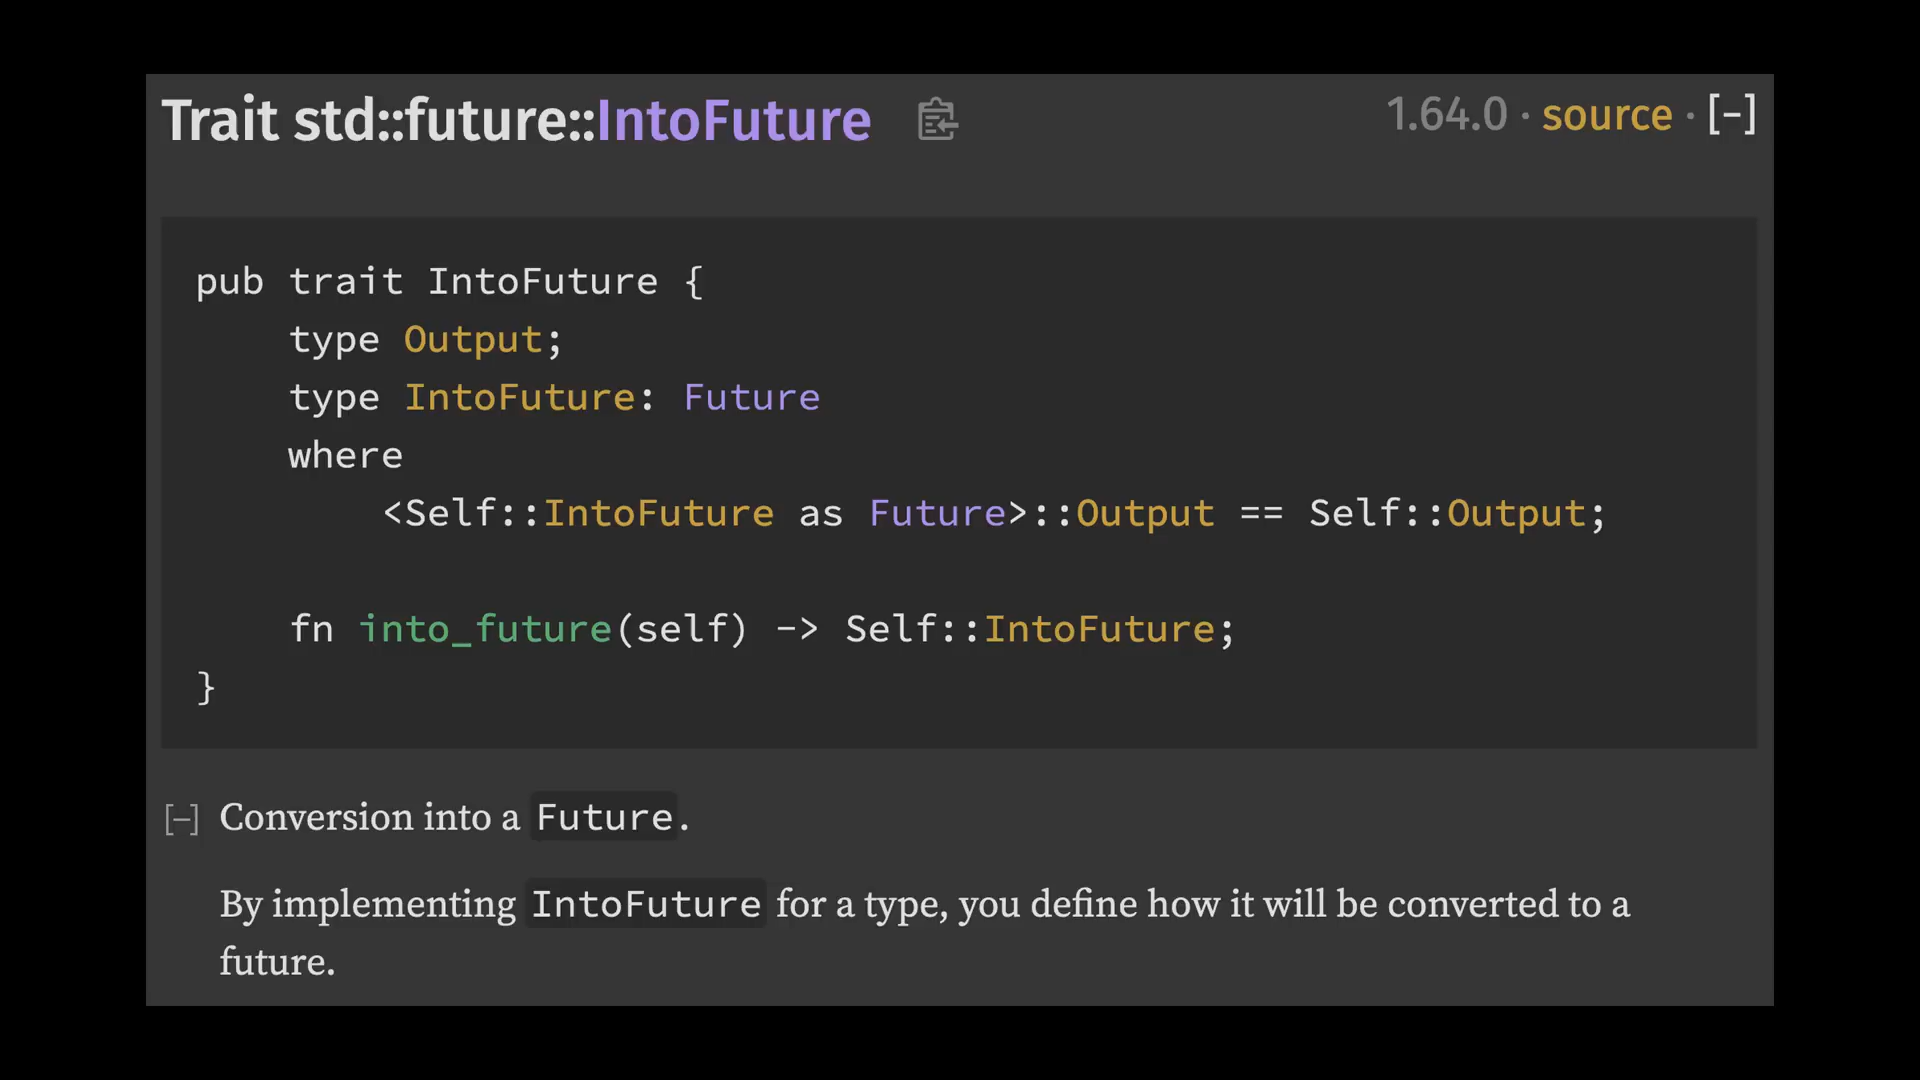 Trait std::future::IntoFuture
1.64.0 · source · [−]
pub trait IntoFuture {
    type Output;
    type IntoFuture: Future
    where
        <Self::IntoFuture as Future>::Output == Self::Output;

    fn into_future(self) -> Self::IntoFuture;
}
[−] Conversion into a Future.
By implementing IntoFuture for a type, you define how it will be converted to a
future.